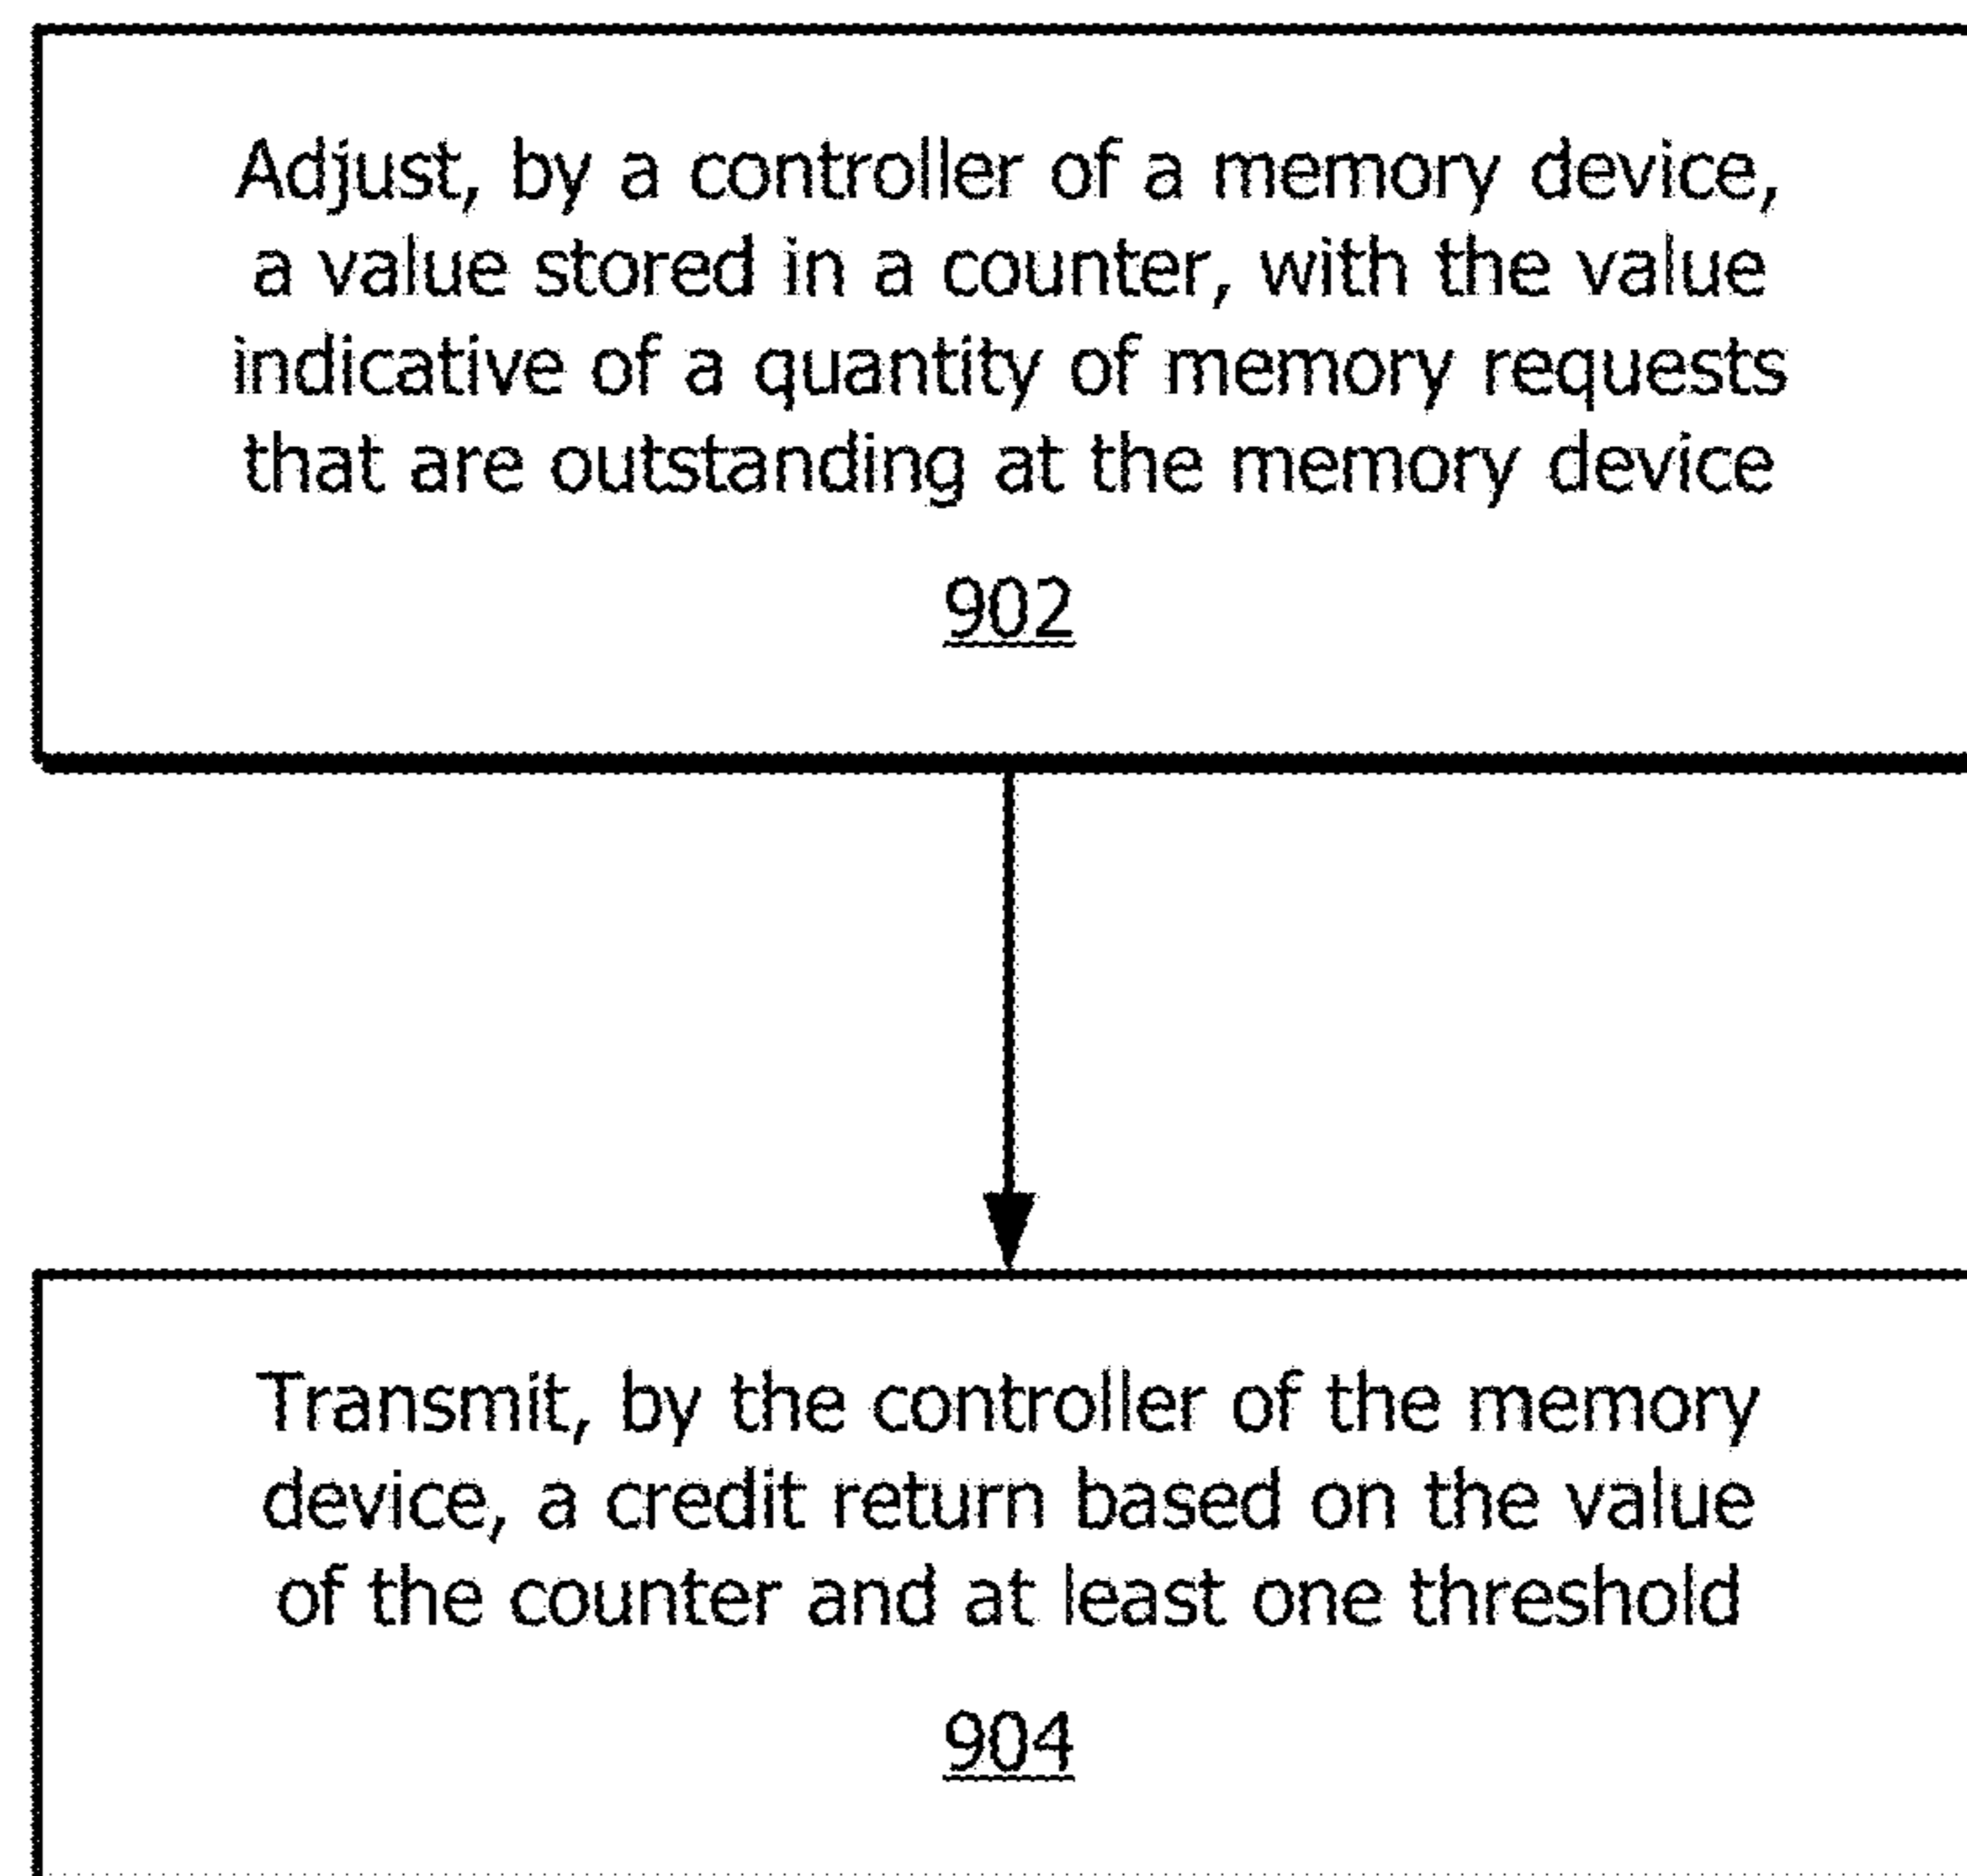 Adjust, by a controller of a memory device,
a value stored in a counter, with the value
indicative of a quantity of memory requests
that are outstanding at the memory device
902
Transmit, by the controller of the memory
device, a credit return based on the value
of the counter and at least one threshold
904